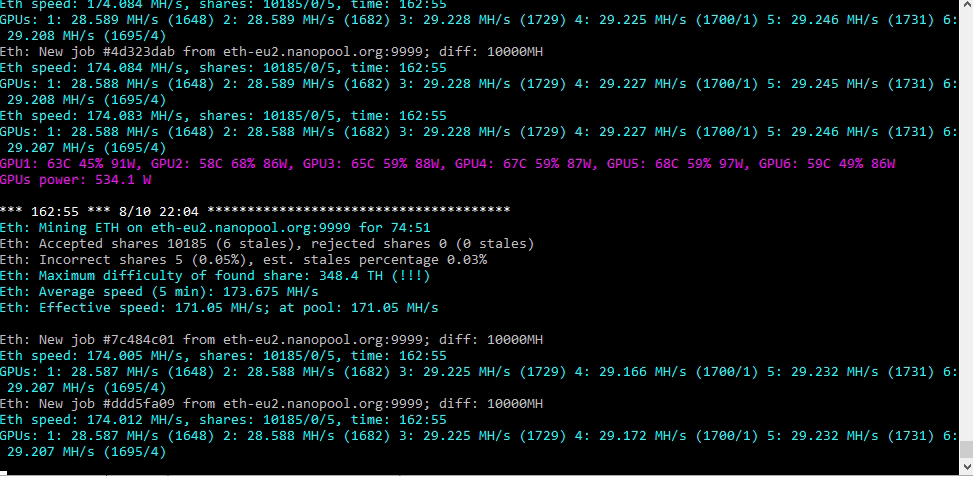 Eth speed: 174.084 MH/s, shares: 10185/0/5, time: 162:55
GPUs: 1: 28.589 MH/s (1648) 2: 28.589 MH/s (1682) 3: 29.228 MH/s (1729) 4: 29.225 MH/s (1700/1) 5: 29.246 MH/s (1731) 6:
29.208 MH/s (1695/4)
Eth: New job #4d323dab from eth-eu2.nanopool.org:9999; diff: 10000MH
Eth speed: 174.084 MH/s, shares: 10185/0/5, time: 162:55
GPUs: 1: 28.588 MH/s (1648) 2: 28.589 MH/s (1682) 3: 29.228 MH/s (1729) 4: 29.227 MH/s (1700/1) 5: 29.245 MH/s (1731) 6:
29.208 MH/s (1695/4)
Eth speed: 174.083 MH/s, shares: 10185/0/5, time: 162:55
GPUs: 1: 28.588 MH/s (1648) 2: 28.588 MH/s (1682) 3: 29.228 MH/s (1729) 4: 29.227 MH/s (1700/1) 5: 29.246 MH/s (1731) 6:
29.207 MH/s (1695/4)
GPU1: 63C 45% 91W, GPU2: 58C 68% 86W, GPU3: 65C 59% 88W, GPU4: 67C 59% 87W, GPU5: 68C 59% 97W, GPU6: 59C 49% 86W
GPUs power: 534.1 W
*** 162:55 *** 8/10 22:04 **************************************
Eth: Mining ETH on eth-eu2.nanopool.org:9999 for 74:51
Eth: Accepted shares 10185 (6 stales), rejected shares 0 (0 stales)
Eth: Incorrect shares 5 (0.05%), est. stales percentage 0.03%
Eth: Maximum difficulty of found share: 348.4 TH (!!!)
Eth: Average speed (5 min): 173.675 MH/s
Eth: Effective speed: 171.05 MH/s; at pool: 171.05 MH/s
Eth: New job #7c484c01 from eth-eu2.nanopool.org:9999; diff: 10000MH
Eth speed: 174.005 MH/s, shares: 10185/0/5, time: 162:55
GPUs: 1: 28.587 MH/s (1648) 2: 28.588 MH/s (1682) 3: 29.225 MH/s (1729) 4: 29.166 MH/s (1700/1) 5: 29.232 MH/s (1731) 6:
29.207 MH/s (1695/4)
Eth: New job #ddd5fa09 from eth-eu2.nanopool.org:9999; diff: 10000MH
Eth speed: 174.012 MH/s, shares: 10185/0/5, time: 162:55
GPUs: 1: 28.587 MH/s (1648) 2: 28.588 MH/s (1682) 3: 29.225 MH/s (1729) 4: 29.172 MH/s (1700/1) 5: 29.232 MH/s (1731) 6:
29.207 MH/s (1695/4)